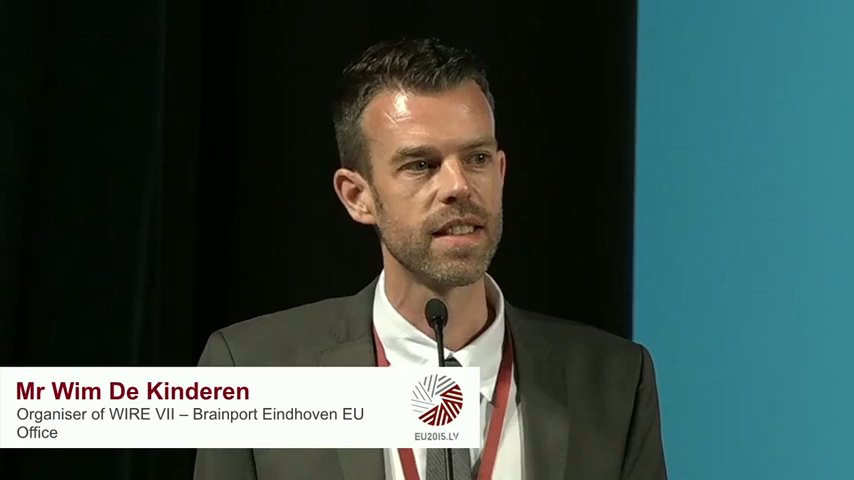 Mr Wim De Kinderen
Organiser of WIRE VII – Brainport Eindhoven EU
Office
EU2015.LV